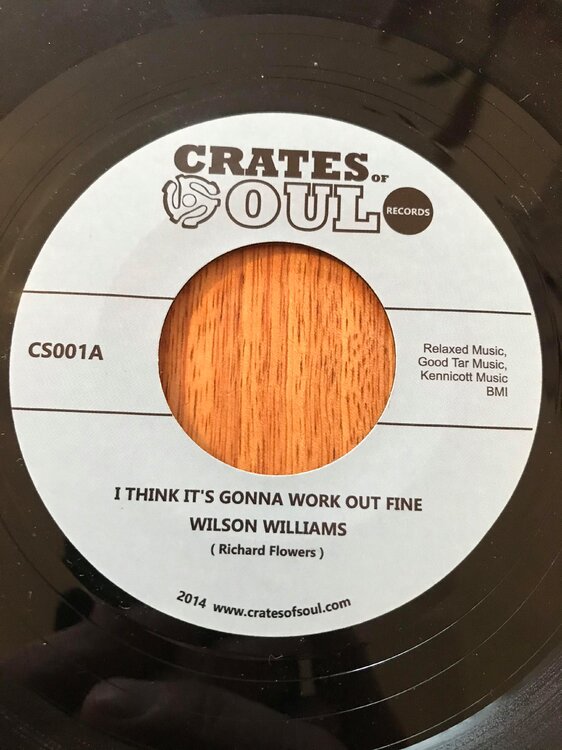 CRATES OF
SOUL RECORDS
CS001A
Relaxed Music,
Good Tar Music,
Kennicott Music
BMI
I THINK IT'S GONNA WORK OUT FINE
WILSON WILLIAMS
( Richard Flowers )
2014 www.cratesofsoul.com